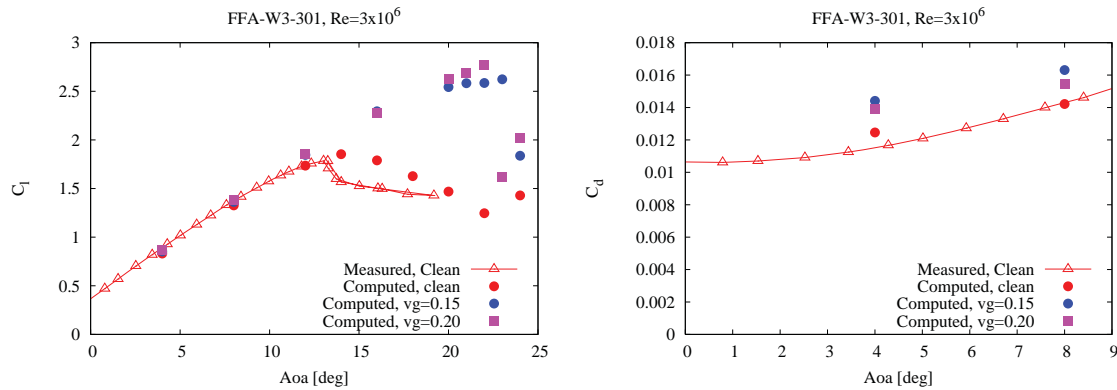 FFA-W3-301, Re=3x10⁶
3
2.5
2
1.5
1
0.5
0
C_l
0 5 10 15 20 25
Aoa [deg]
Measured, Clean
Computed, clean
Computed, vg=0.15
Computed, vg=0.20
FFA-W3-301, Re=3x10⁶
0.018
0.016
0.014
0.012
0.01
0.008
0.006
0.004
0.002
0
C_d
0 1 2 3 4 5 6 7 8 9
Aoa [deg]
Measured, Clean
Computed, clean
Computed, vg=0.15
Computed, vg=0.20